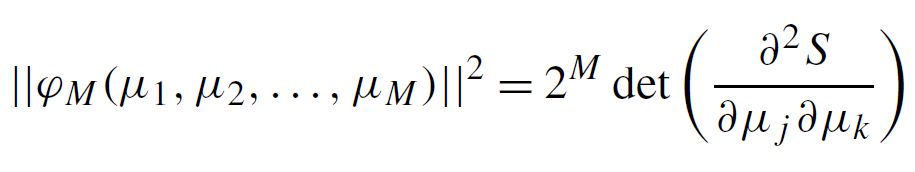 ||φ_M(μ_1, μ_2, . . . , μ_M)||^2 = 2^M det (∂^2 S / ∂μ_j ∂μ_k)